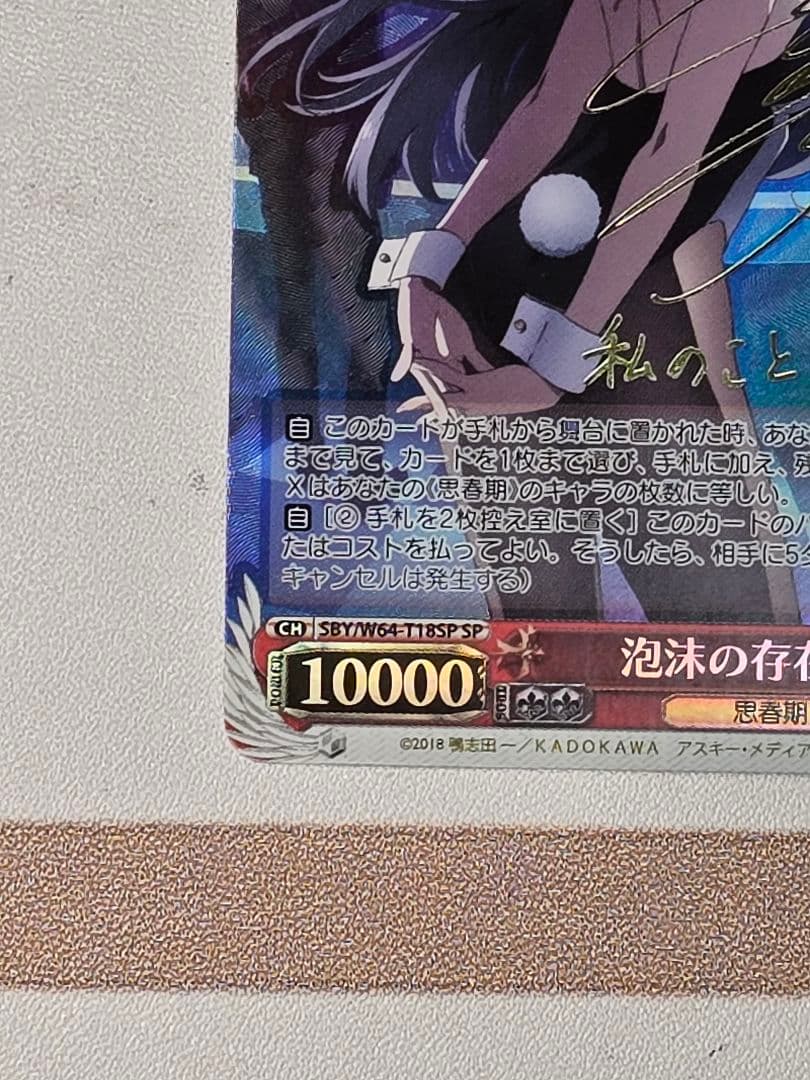 私のこと
自 このカードが手札から舞台に置かれた時、あな
まで見て、カードを1枚まで選び、手札に加え、残
Xはあなたの《思春期》のキャラの枚数に等しい。
自 [② 手札を2枚控え室に置く] このカードのバ
たはコストを払ってよい。そうしたら、相手に5ダ
キャンセルは発生する)
CH SBY/W64-T18SP SP
POWER 10000 SOUL 泡沫の存在
思春期
©2018 鴨志田 一/KADOKAWA アスキー・メディア